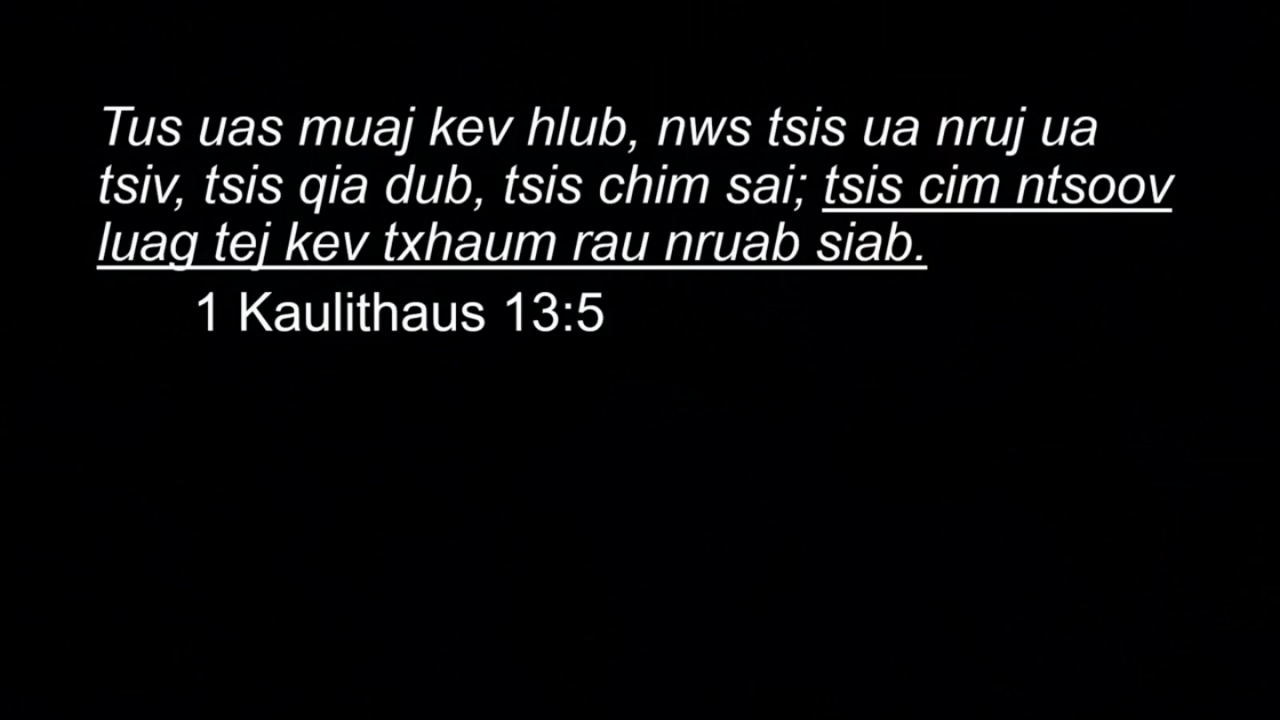 Tus uas muaj kev hlub, nws tsis ua nruj ua
tsiv, tsis qia dub, tsis chim sai; tsis cim ntsoov
luag tej kev txhaum rau nruab siab.
1 Kaulithaus 13:5